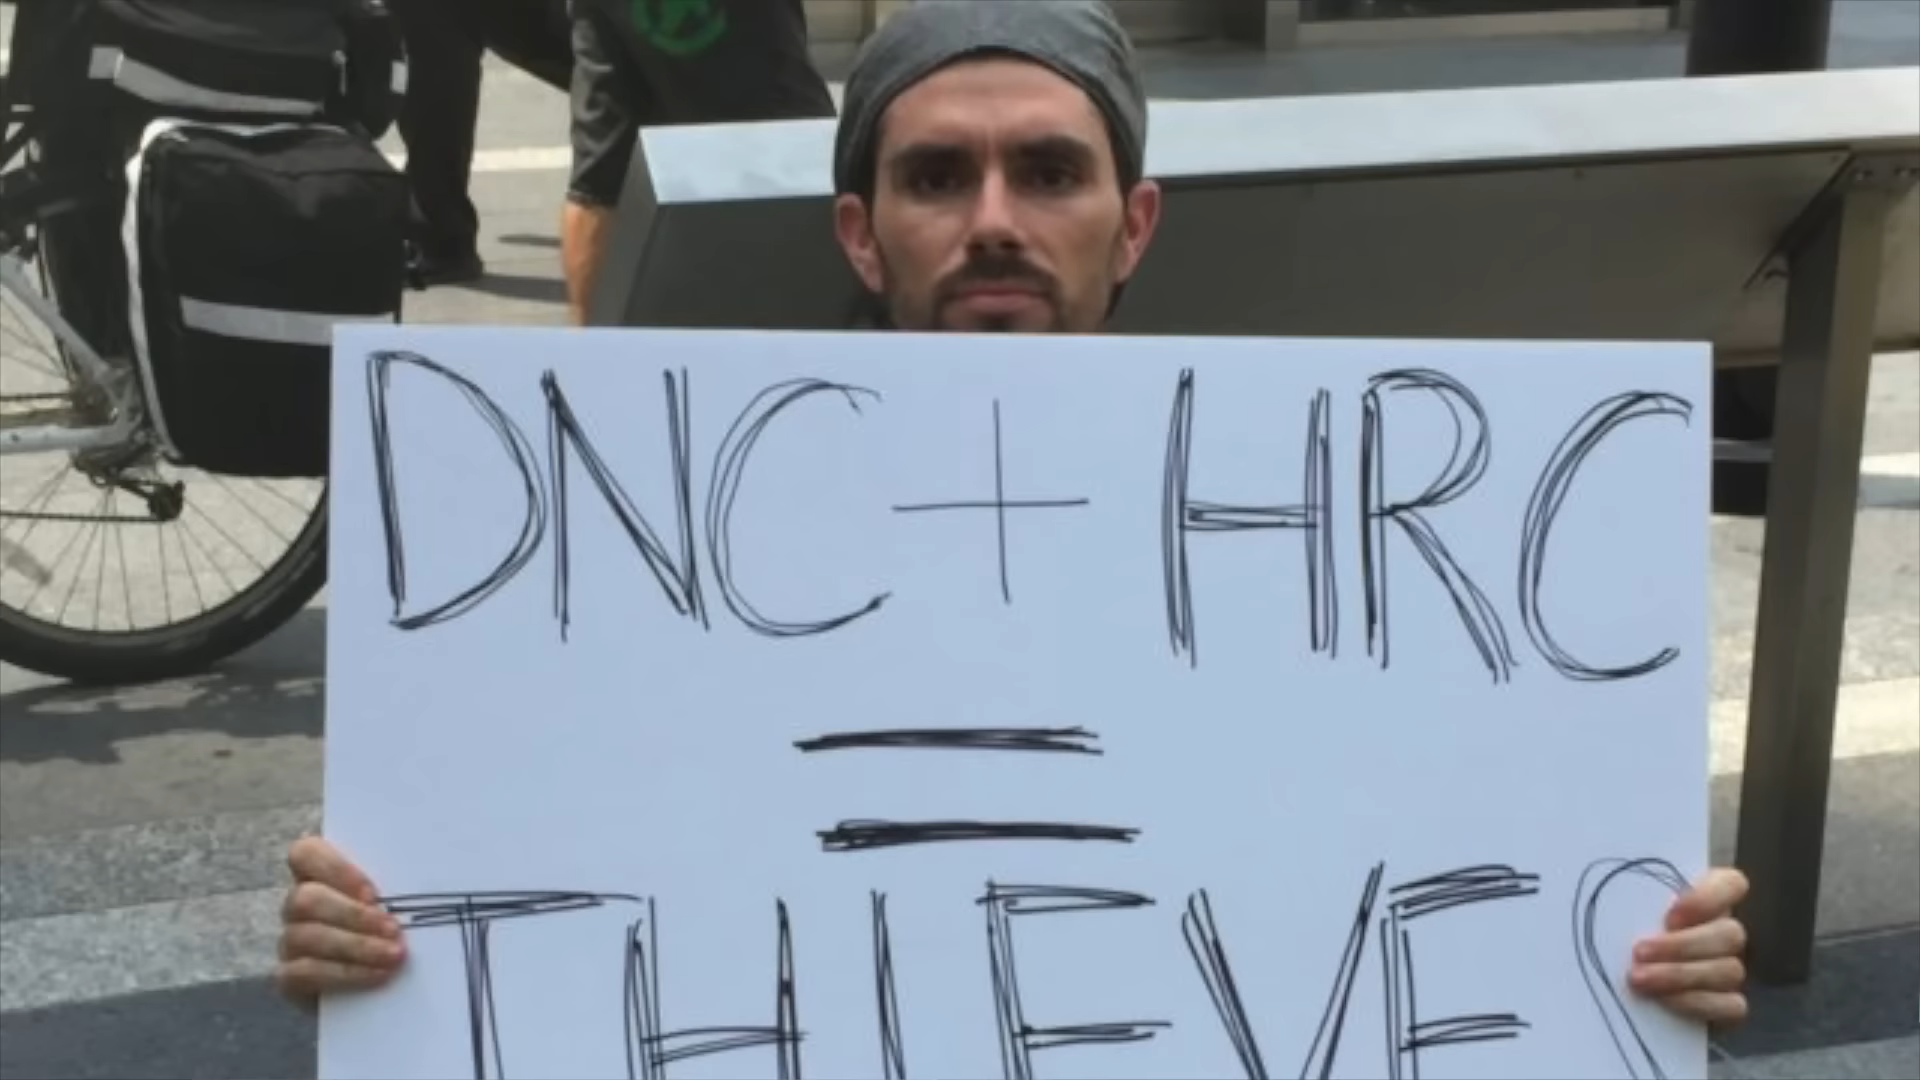 DNC + HRC
=
THIEVES